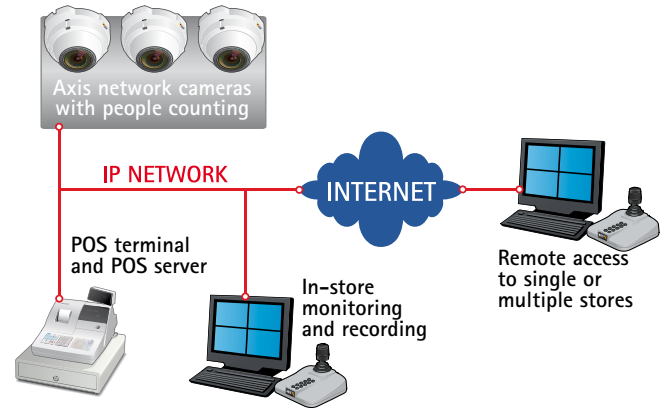 Axis network cameras
with people counting
IP NETWORK
INTERNET
POS terminal
and POS server
In-store
monitoring
and recording
Remote access
to single or
multiple stores